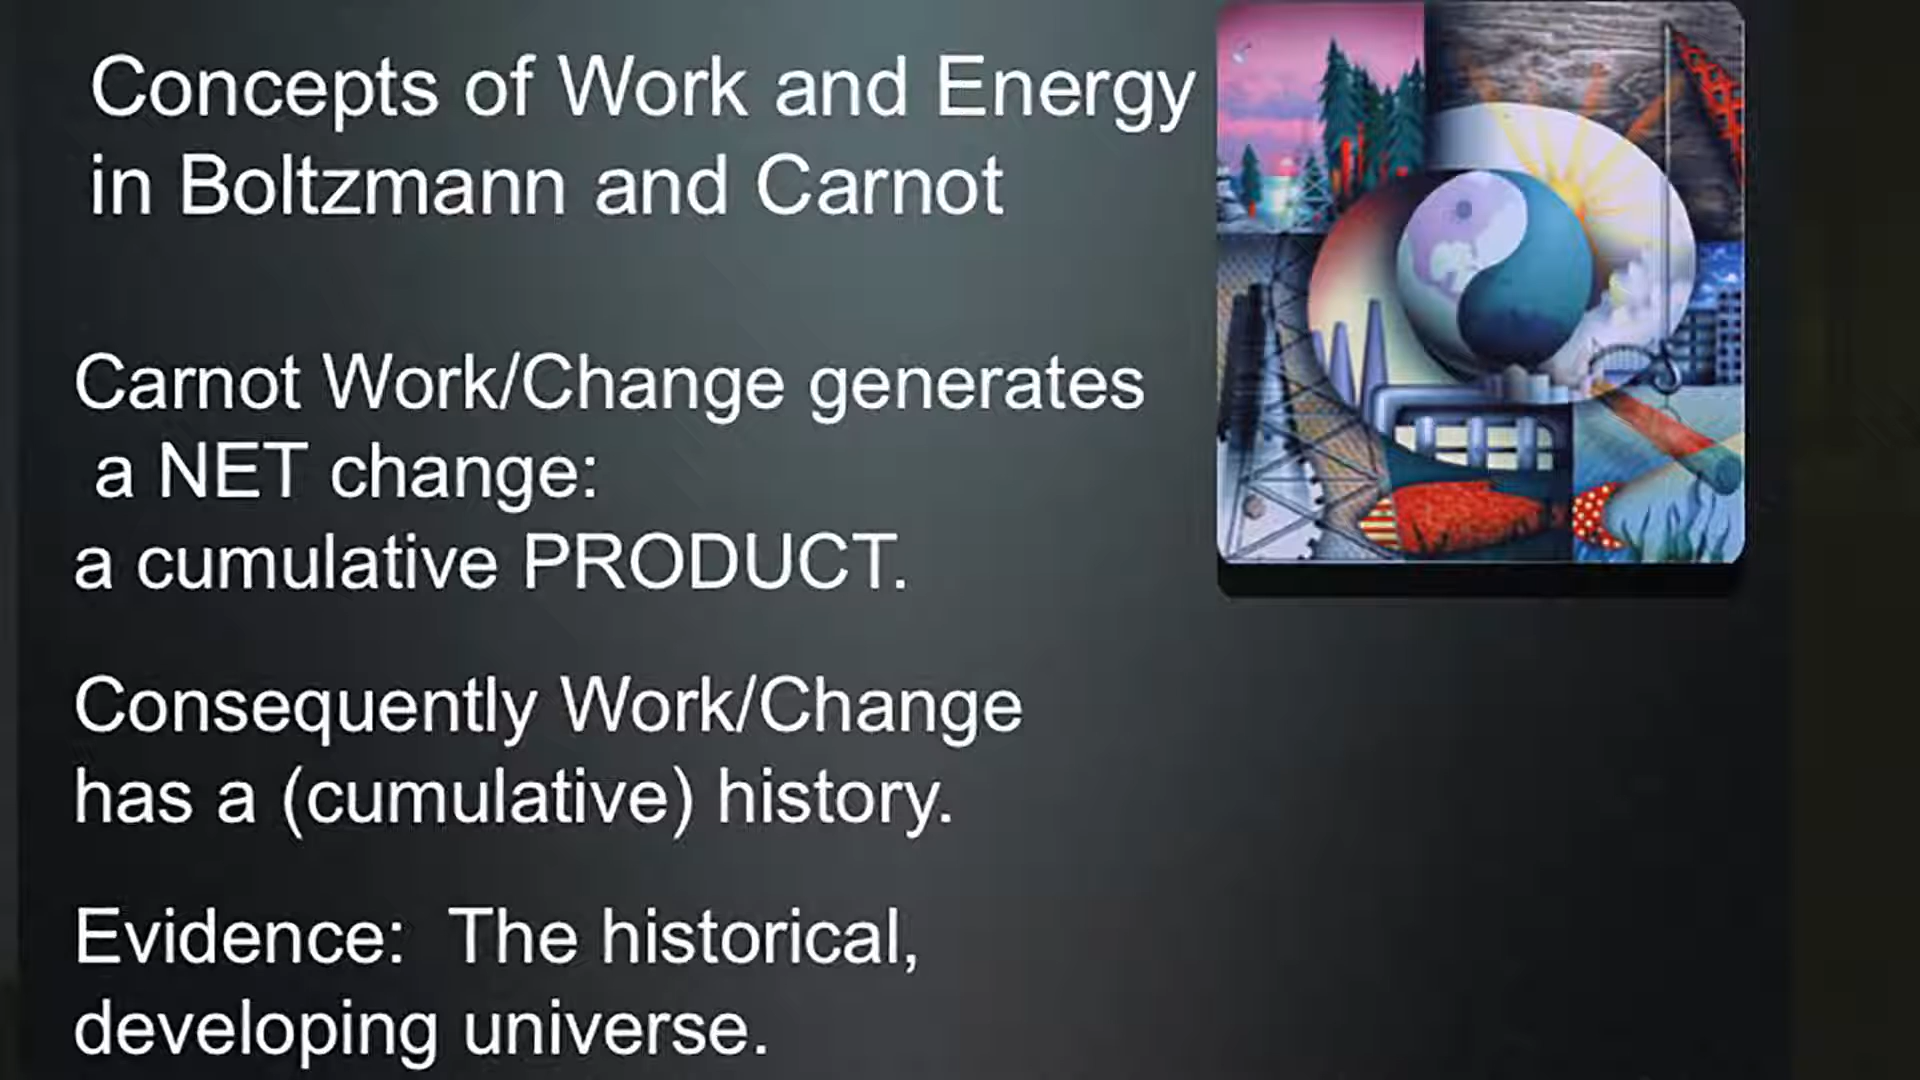 Concepts of Work and Energy
in Boltzmann and Carnot
Carnot Work/Change generates
a NET change:
a cumulative PRODUCT.
Consequently Work/Change
has a (cumulative) history.
Evidence: The historical,
developing universe.